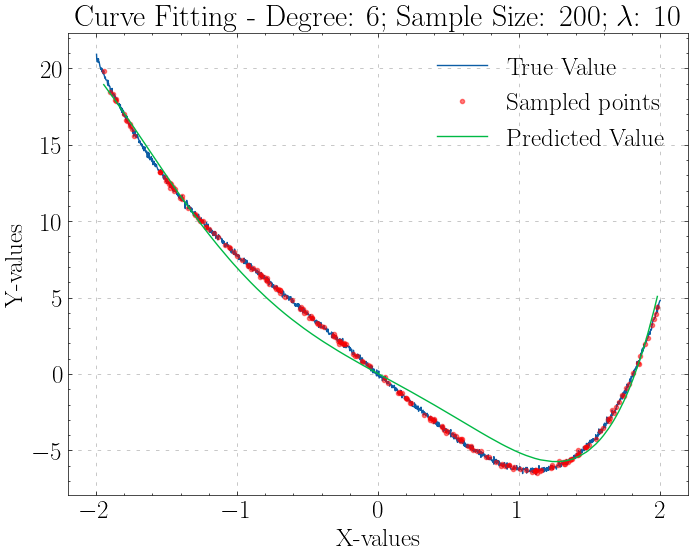 Curve Fitting - Degree: 6; Sample Size: 200; λ: 10
True Value
Sampled points
Predicted Value
Y-values
20
15
10
5
0
−5
−2
−1
0
1
2
X-values